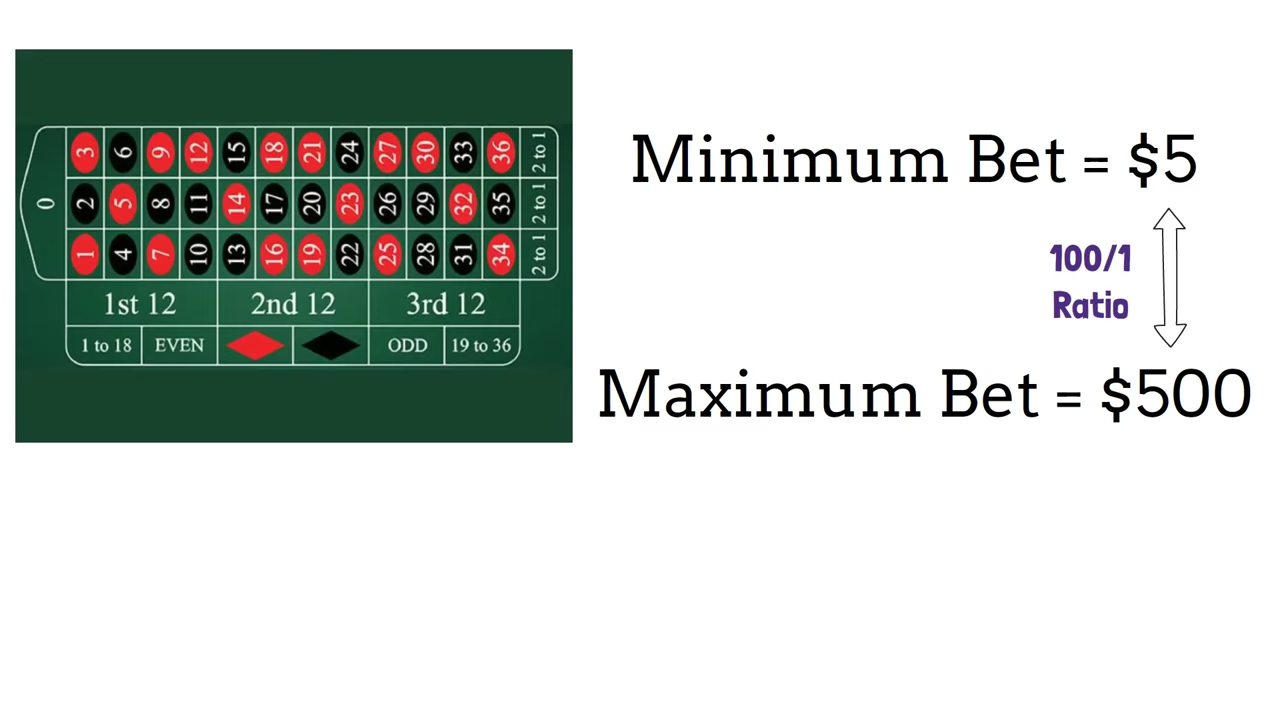 3 6 9 12 15 18 21 24 27 30 33 36 2 to 1
0 2 5 8 11 14 17 20 23 26 29 32 35 2 to 1
1 4 7 10 13 16 19 22 25 28 31 34 2 to 1
1st 12 2nd 12 3rd 12
1 to 18 EVEN ODD 19 to 36
Minimum Bet = $5
100/1
Ratio
Maximum Bet = $500